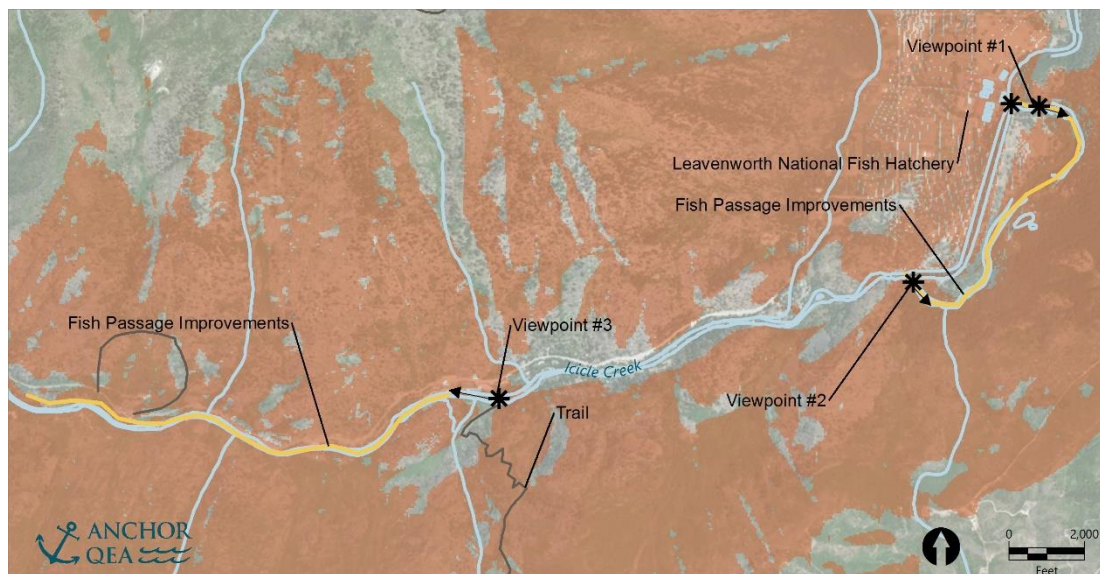 Viewpoint #1
Leavenworth National Fish Hatchery
Fish Passage Improvements
Fish Passage Improvements
Viewpoint #3
Icicle Creek
Viewpoint #2
Trail
ANCHOR
QEA
0 2,000
Feet